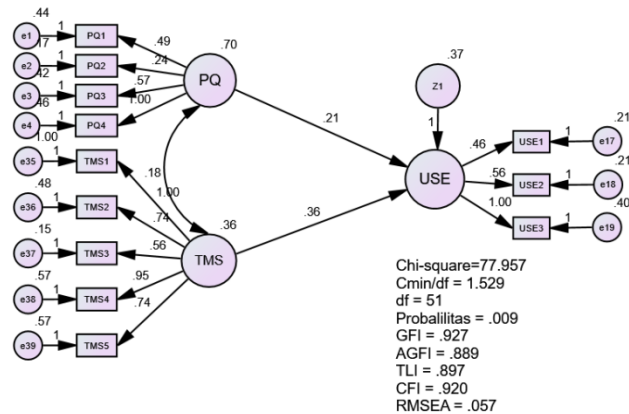 .44
e1 1 PQ1
.17
e2 1 PQ2
.42
e3 1 PQ3
.46
e4 1 PQ4
1.00
e35 1 TMS1
.48
e36 1 TMS2
.15
e37 1 TMS3
.57
e38 1 TMS4
.57
e39 1 TMS5
.49
.24
.57
1.00
.70
PQ
.18
1.00
.74
.56
.95
.74
.36
TMS
.21
.36
.37
Z1
1
USE
.46
.56
1.00
USE1 1 e17 .21
USE2 1 e18 .21
USE3 1 e19 .40
Chi-square=77.957
Cmin/df = 1.529
df = 51
Probalilitas = .009
GFI = .927
AGFI = .889
TLI = .897
CFI = .920
RMSEA = .057